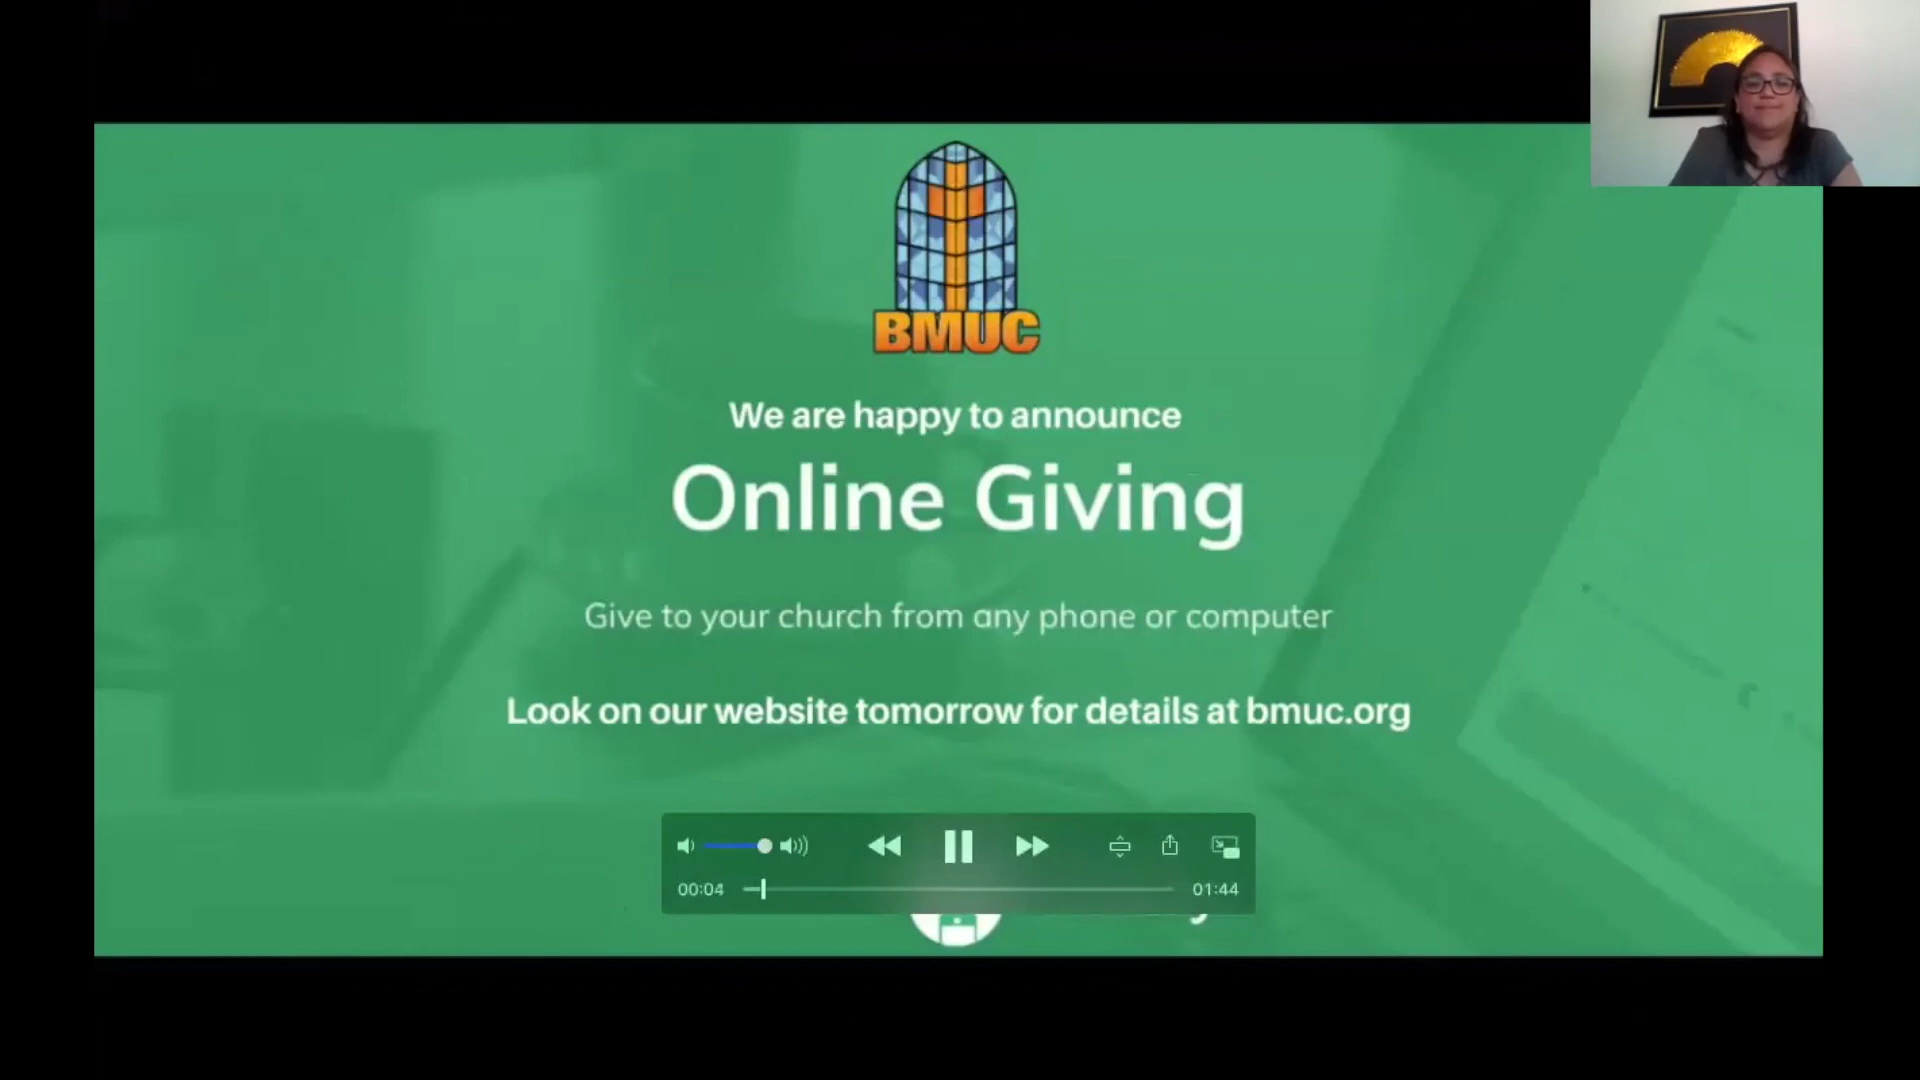 BMUC
We are happy to announce
Online Giving
Give to your church from any phone or computer
Look on our website tomorrow for details at bmuc.org
00:04
01:44